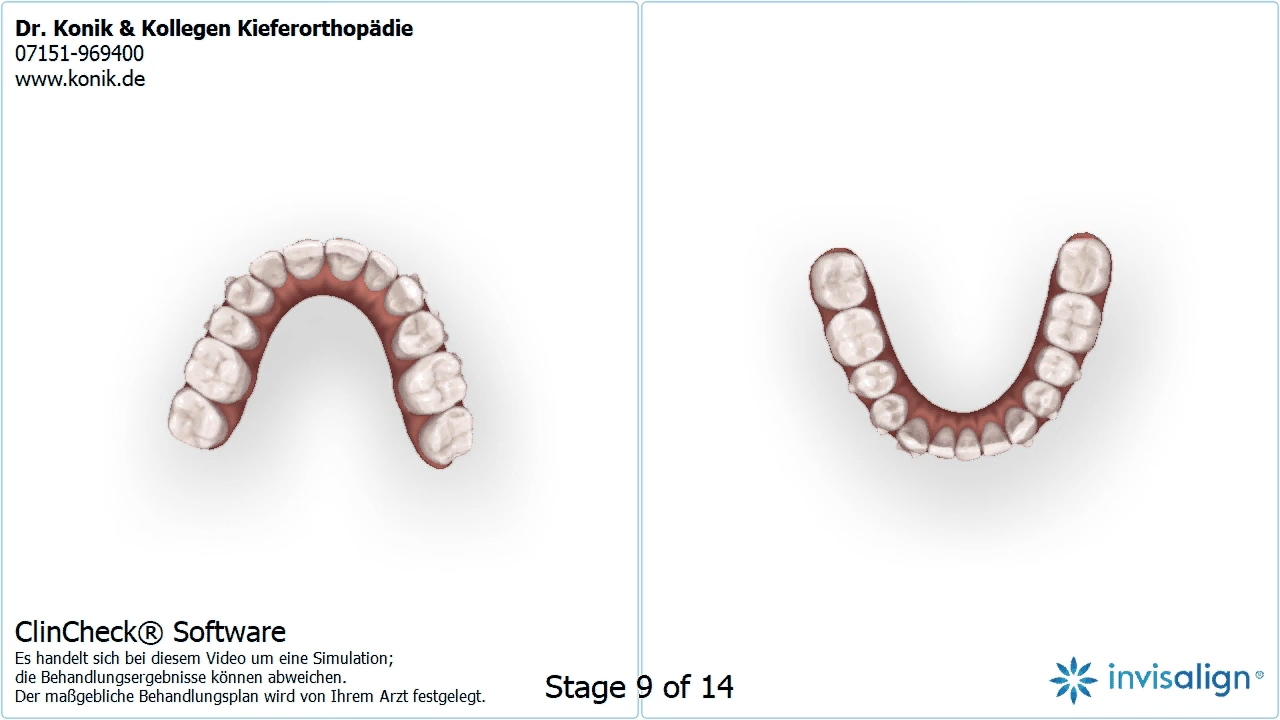 Dr. Konik & Kollegen Kieferorthopädie
07151-969400
www.konik.de
ClinCheck® Software
Es handelt sich bei diesem Video um eine Simulation;
die Behandlungsergebnisse können abweichen.
Der maßgebliche Behandlungsplan wird von Ihrem Arzt festgelegt.
Stage 9 of 14
invisalign®